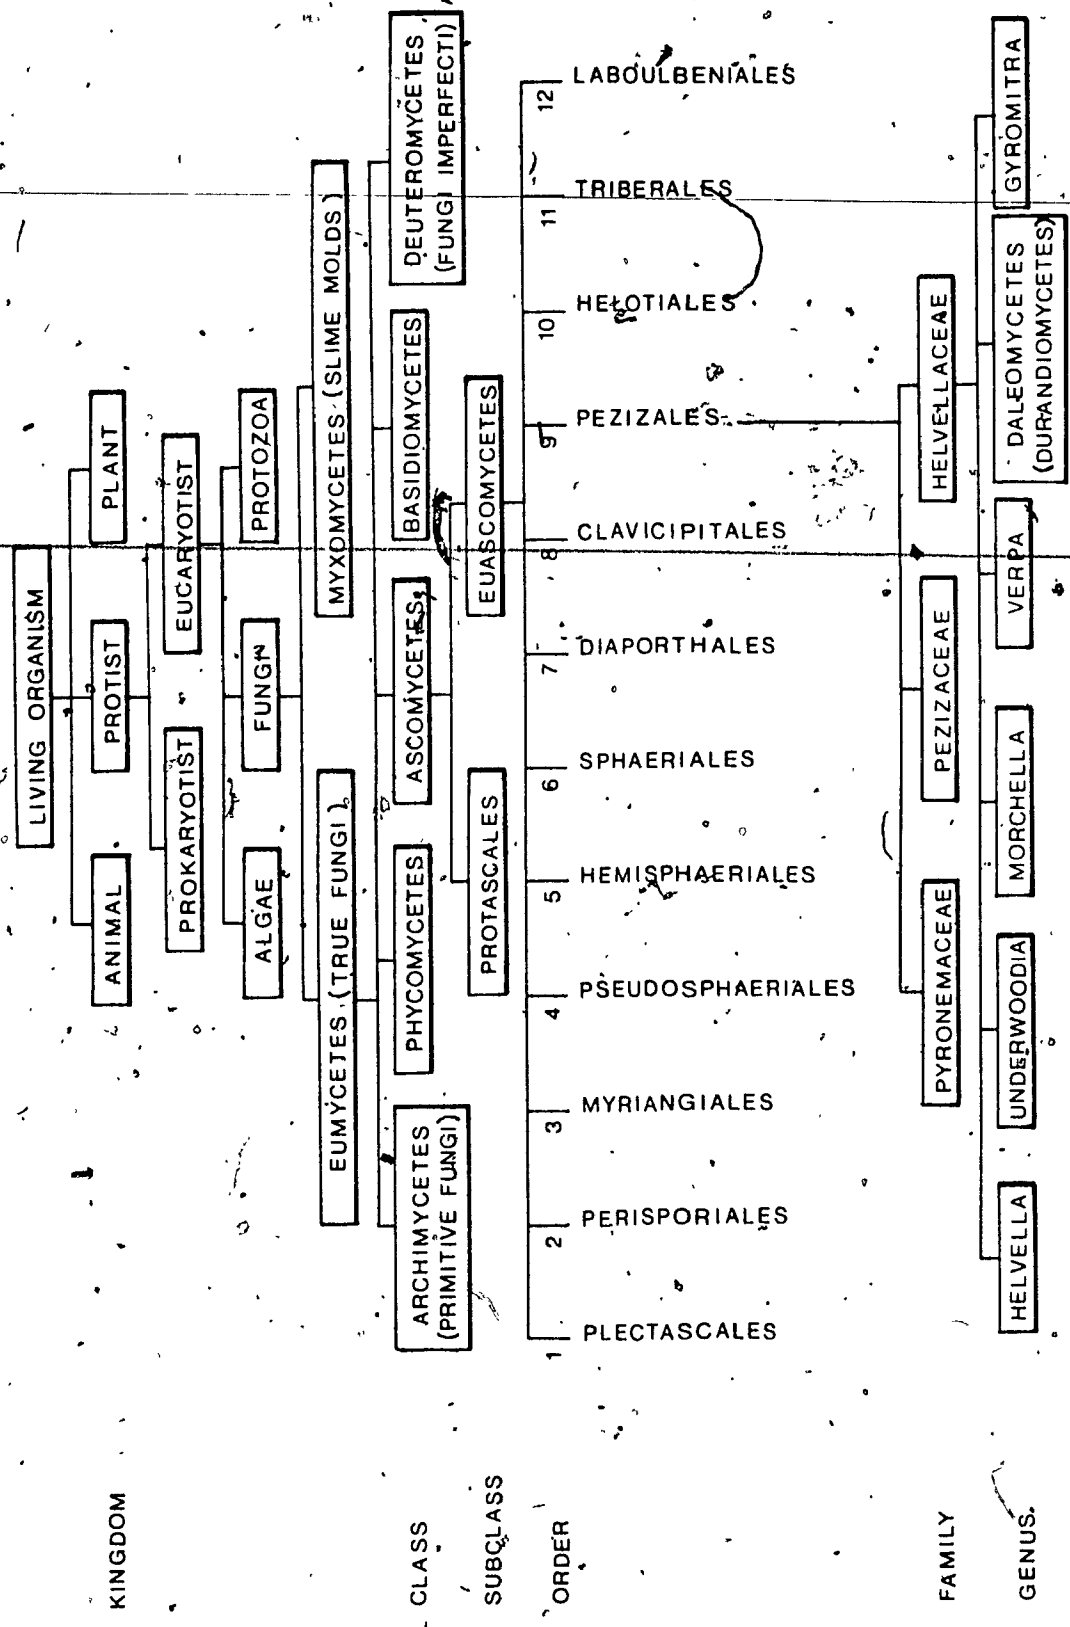 LIVING ORGANISM
KINGDOM
ANIMAL
PROTIST
PLANT
PROKARYOTIST
EUCARYOTIST
ALGAE
FUNGI
PROTOZOA
EUMYCETES (TRUE FUNGI)
MYXOMYCETES (SLIME MOLDS)
CLASS
ARCHIMYCETES
(PRIMITIVE FUNGI)
PHYCOMYCETES
ASCOMYCETES
BASIDIOMYCETES
DEUTEROMYCETES
(FUNGI IMPERFECTI)
SUBCLASS
PROTASCALES
EUASCOMYCETES
ORDER
1 PLECTASCALES
2 PERISPORIALES
3 MYRIANGIALES
4 PSEUDOSPHAERIALES
5 HEMISPHAERIALES
6 SPHAERIALES
7 DIAPORTHALES
8 CLAVICIPITALES
9 PEZIZALES
10 HELOTIALES
11 TRIBERALES
12 LABOULBENIALES
FAMILY
PYRONEMACEAE
PEZIZACEAE
HELVELLACEAE
GENUS
HELVELLA
UNDERWOODIA
MORCHELLA
VERPA
DALEOMYCETES
(DURANDIOMYCETES)
GYROMITRA